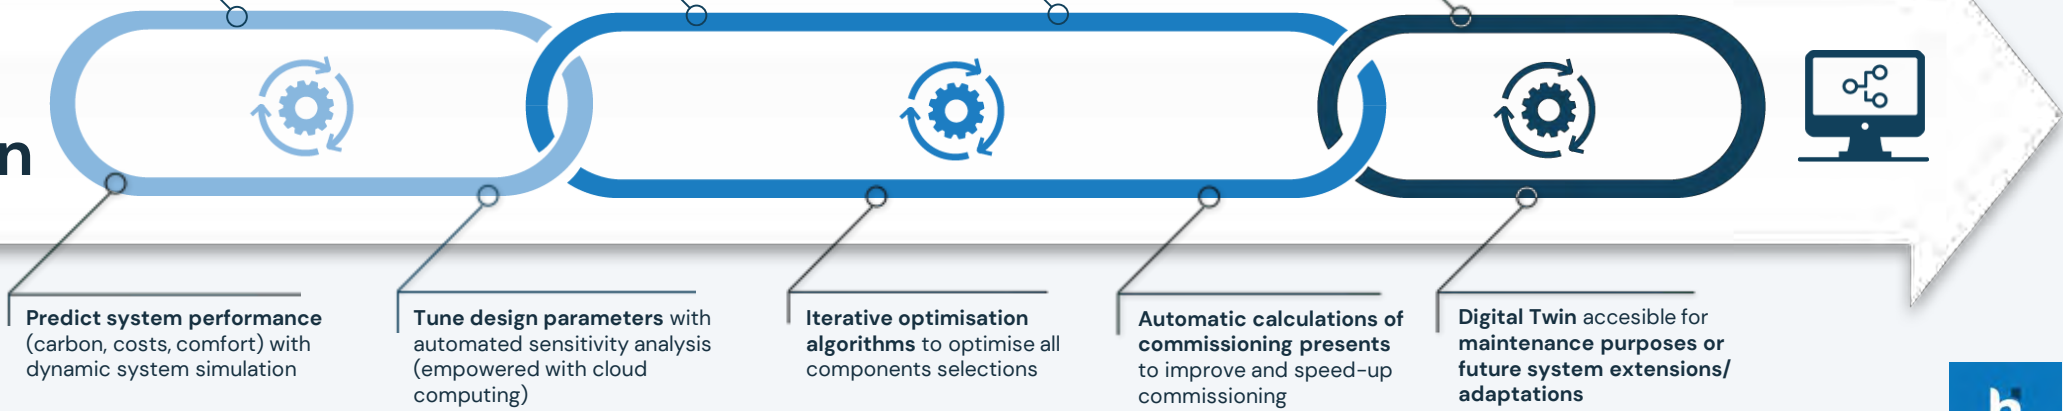 n
Predict system performance
(carbon, costs, comfort) with
dynamic system simulation
Tune design parameters with
automated sensitivity analysis
(empowered with cloud
computing)
Iterative optimisation
algorithms to optimise all
components selections
Automatic calculations of
commissioning presents
to improve and speed-up
commissioning
Digital Twin accesible for
maintenance purposes or
future system extensions/
adaptations